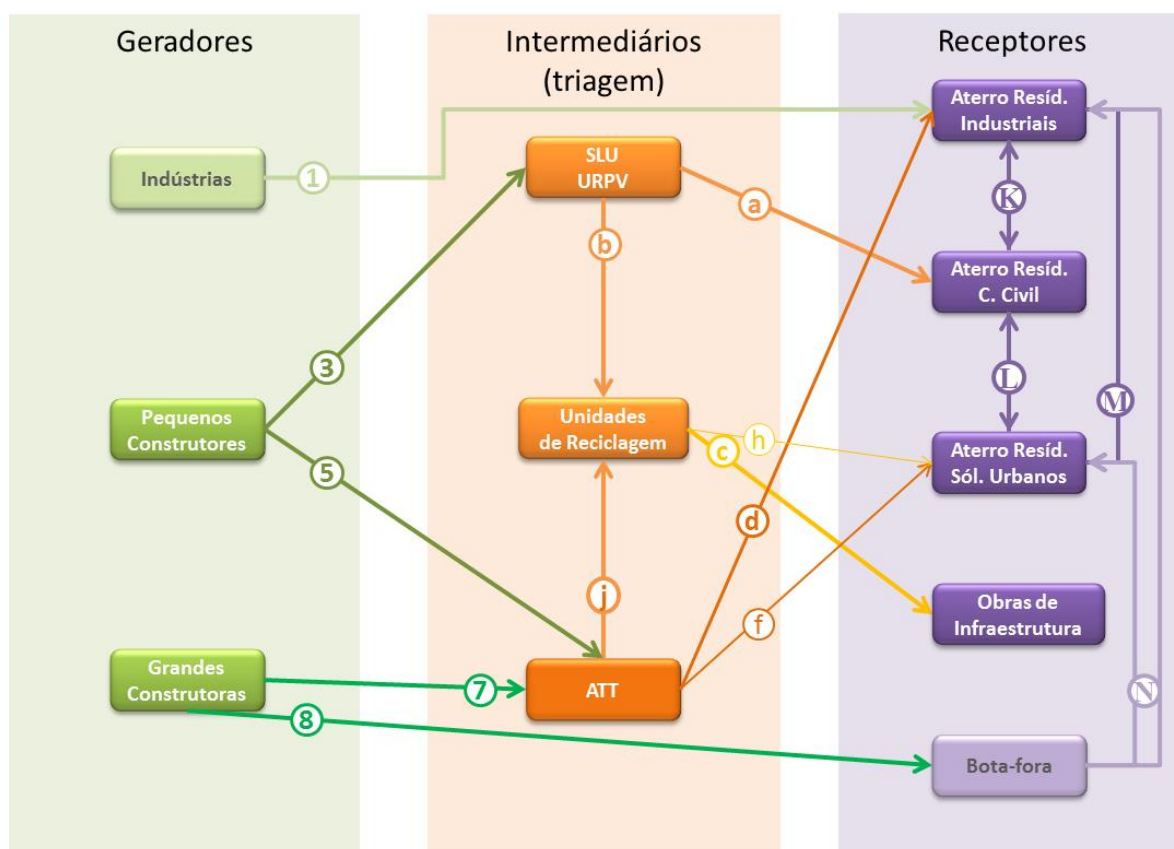 Geradores
Intermediários
(triagem)
Receptores
Indústrias
1
SLU
URPV
a
b
Aterro Resíd.
Industriais
K
Aterro Resíd.
C. Civil
3
L
M
Pequenos
Construtores
5
Unidades
de Reciclagem
h
c
Aterro Resíd.
Sól. Urbanos
d
j
f
Obras de
Infraestrutura
Grandes
Construtoras
7
8
ATT
N
Bota-fora